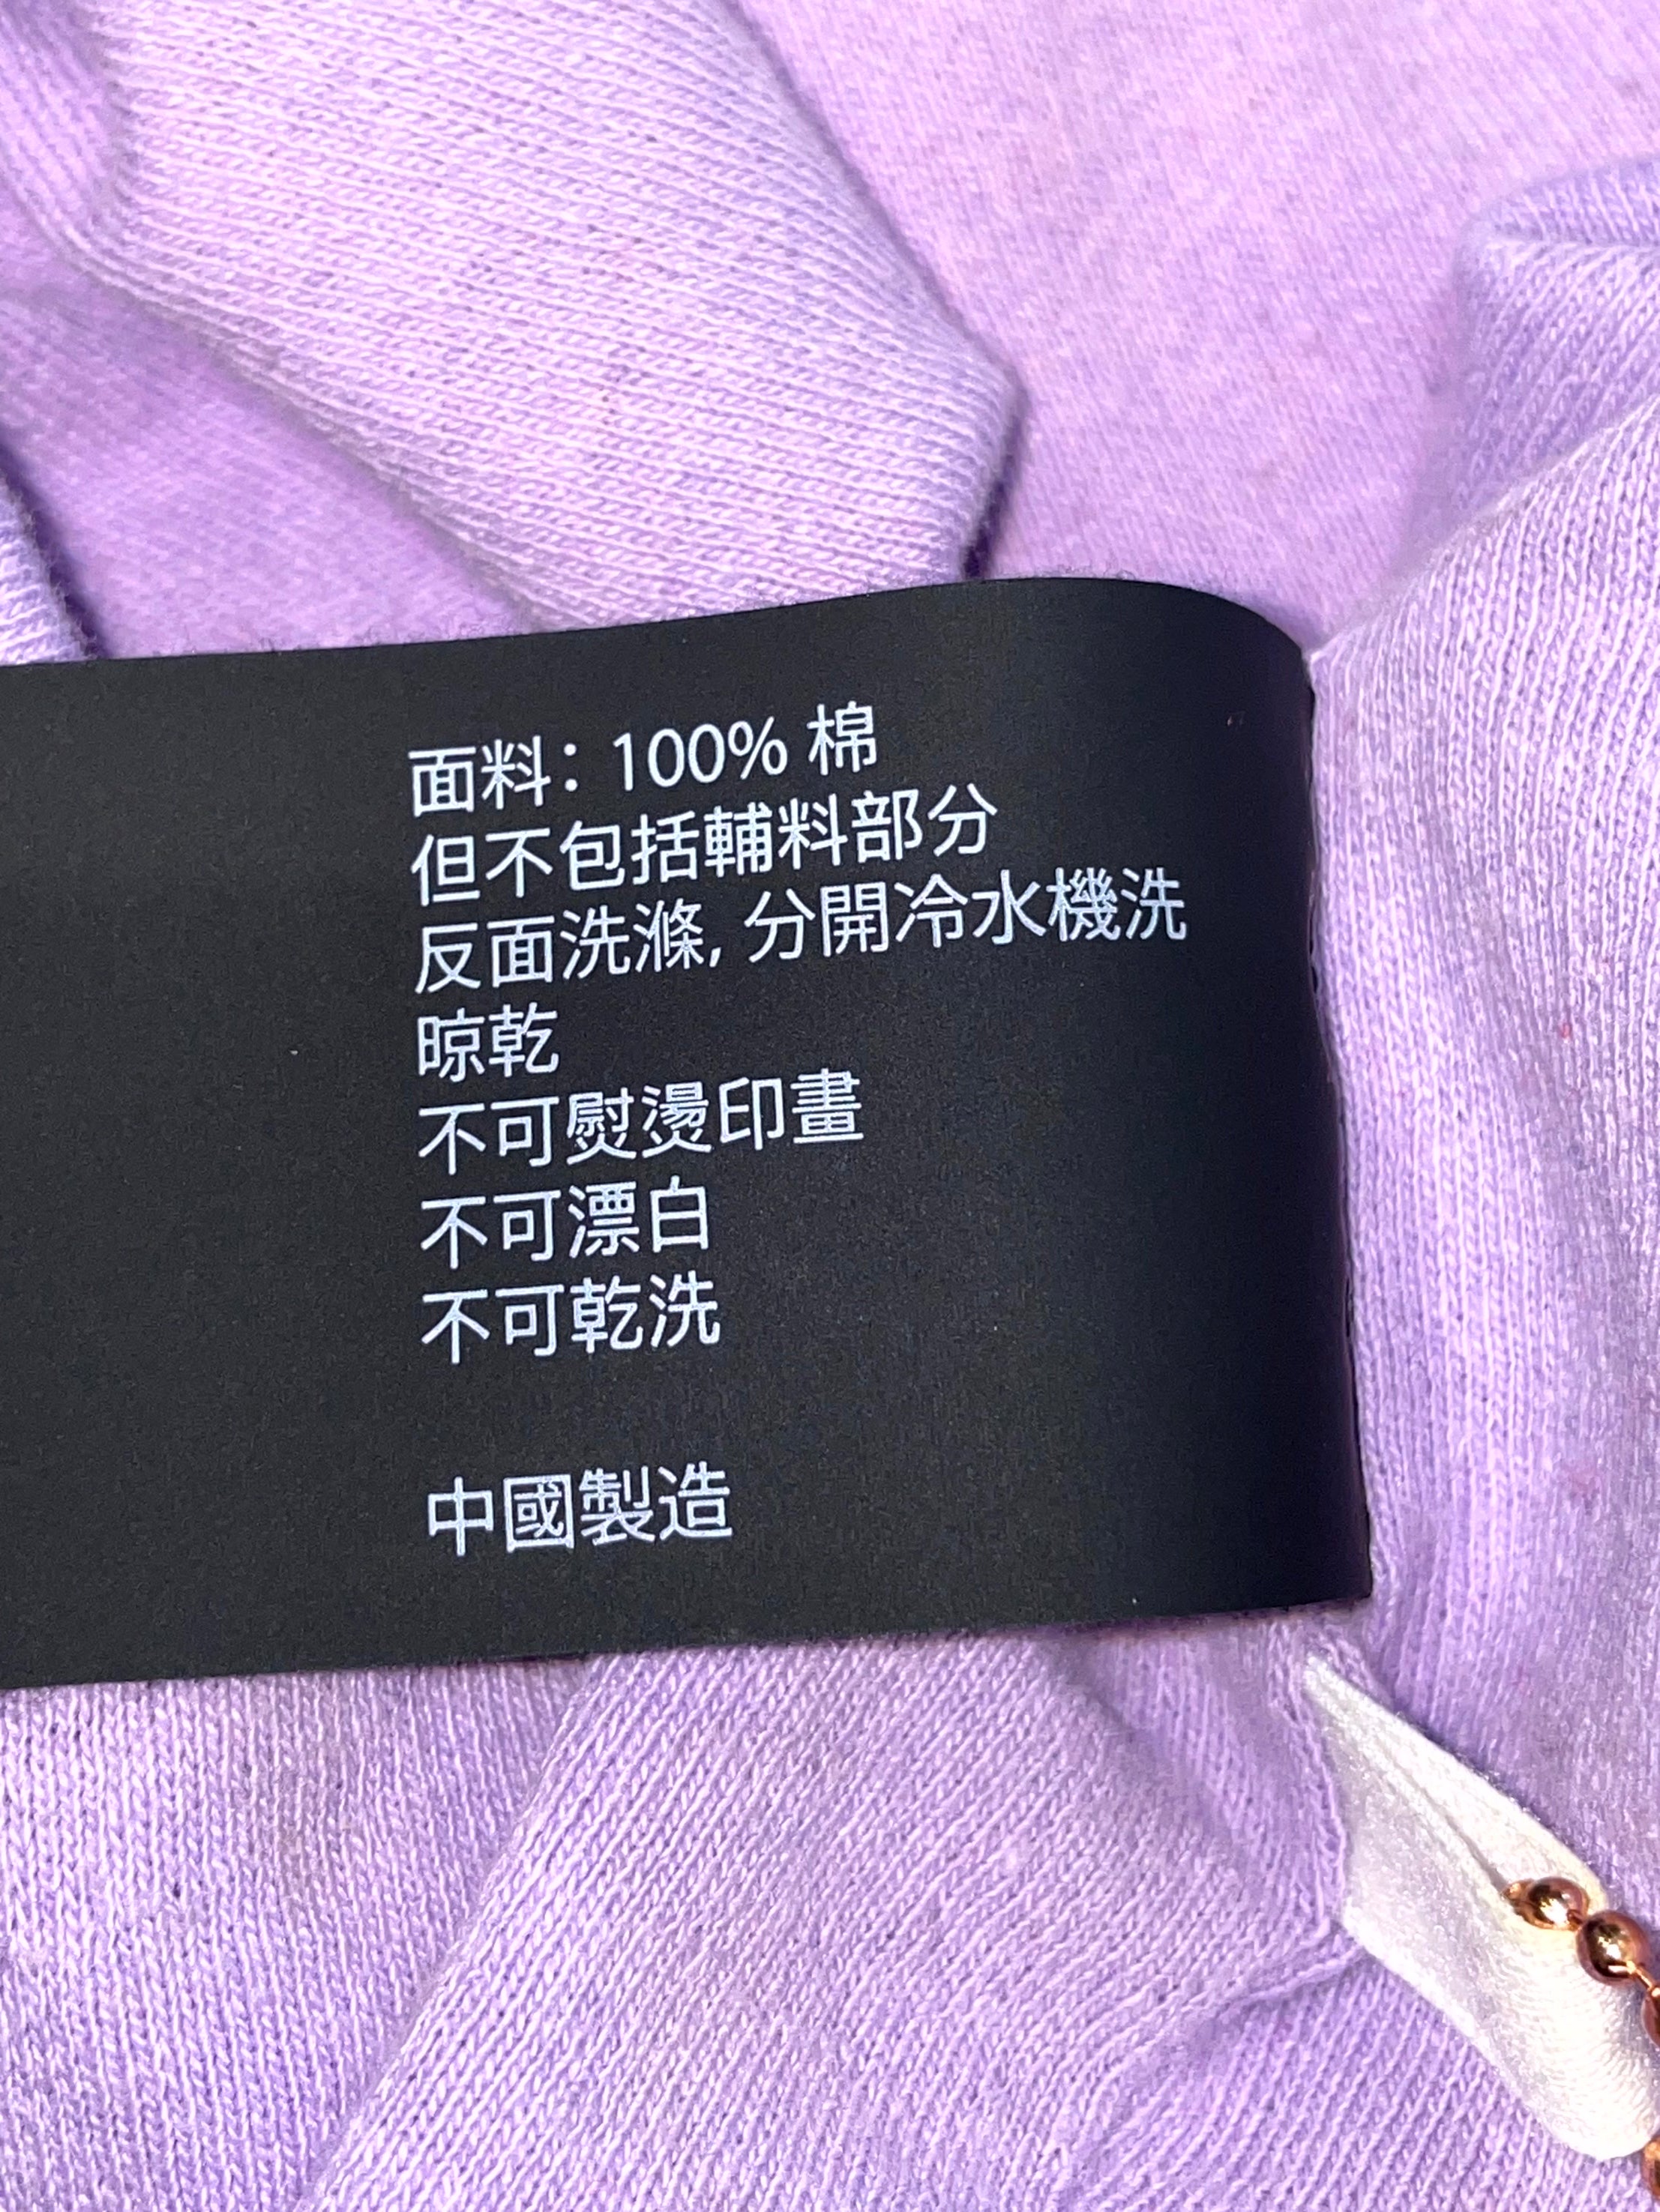 面料: 100% 棉
但不包括輔料部分
反面洗滌, 分開冷水機洗
晾乾
不可熨燙印畫
不可漂白
不可乾洗
中國製造